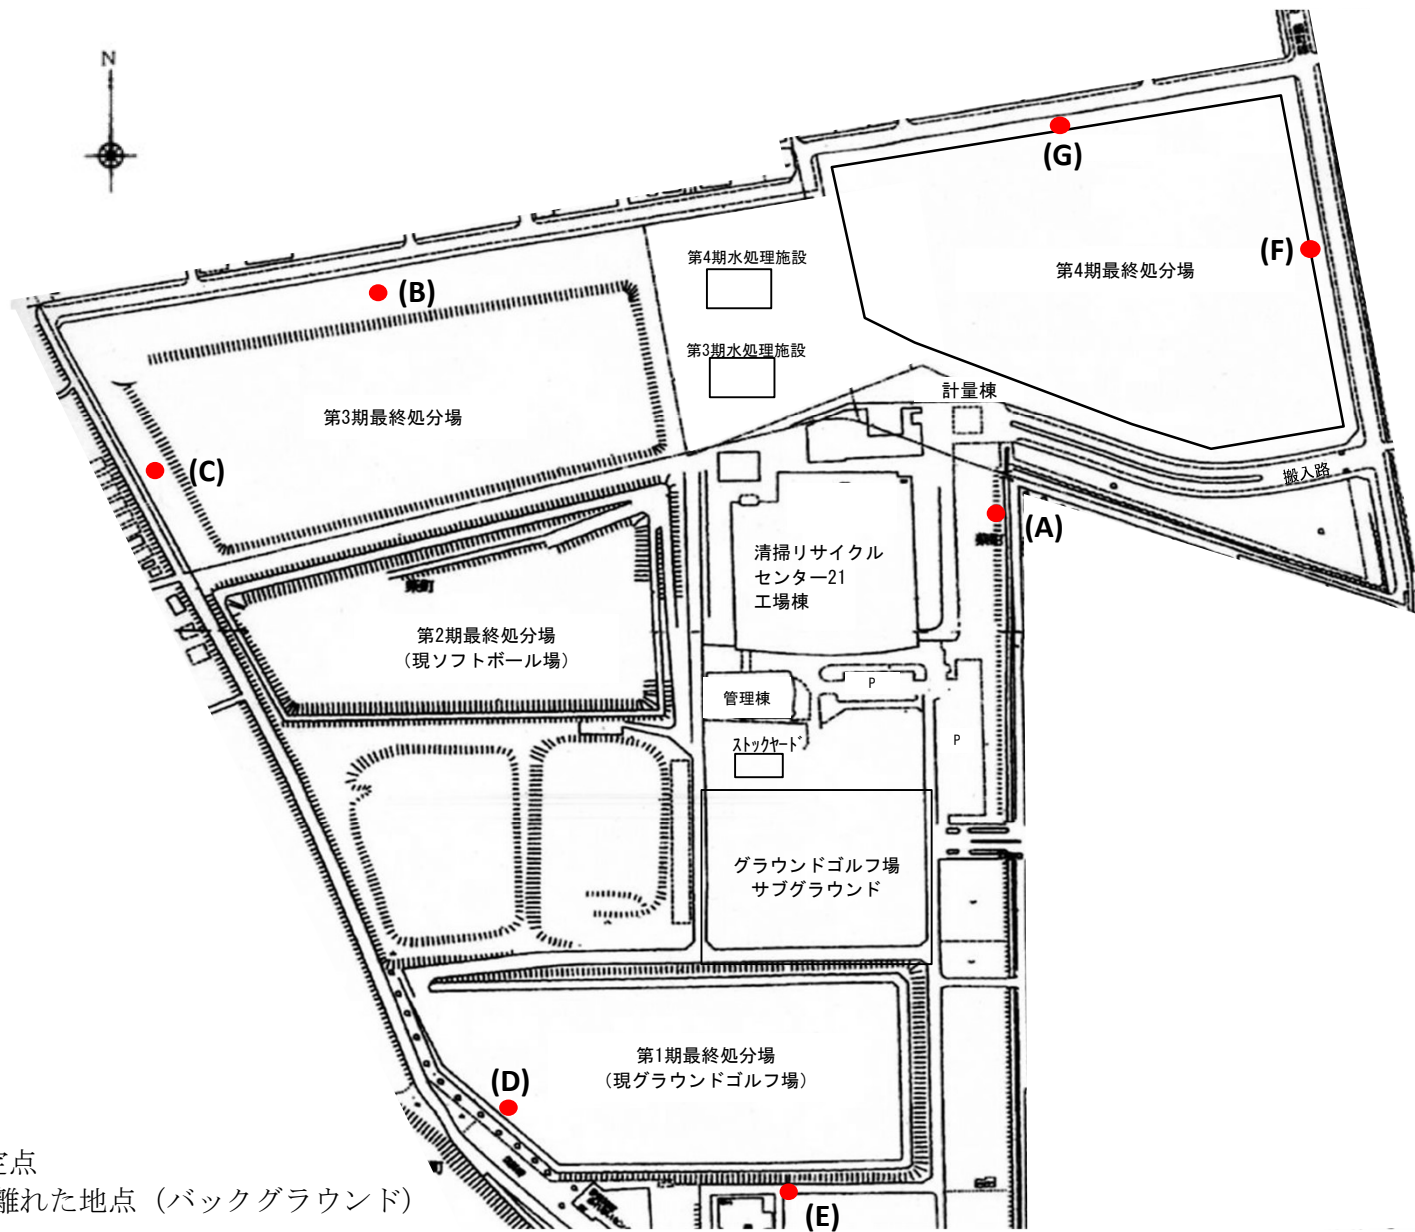 N
(G)
第4期水処理施設
(F)
第4期最終処分場
(B)
第3期水処理施設
計量棟
第3期最終処分場
(C)
搬入路
(A)
清掃リサイクル
センター21
工場棟
第2期最終処分場
(現ソフトボール場)
P
管理棟
P
ストックヤード
グラウンドゴルフ場
サブグラウンド
第1期最終処分場
(現グラウンドゴルフ場)
(D)
定点
離れた地点 (バックグラウンド)
(E)